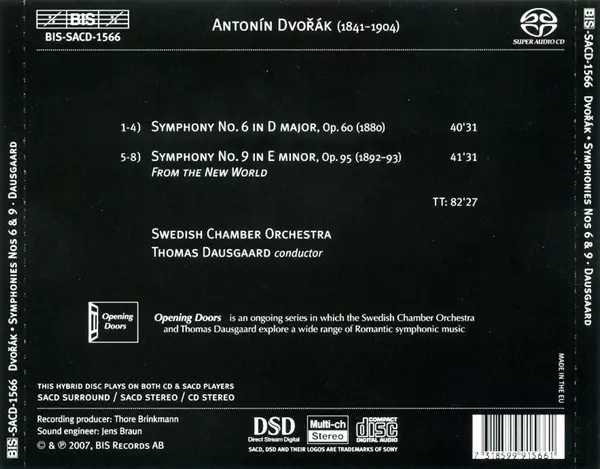 BIS
BIS-SACD-1566
ANTONÍN DVOŘÁK (1841–1904)
SUPER AUDIO CD
1-4) SYMPHONY NO. 6 IN D MAJOR, OP. 60 (1880) 40'31
5-8) SYMPHONY NO. 9 IN E MINOR, OP. 95 (1892–93) 41'31
FROM THE NEW WORLD
TT: 82'27
SWEDISH CHAMBER ORCHESTRA
THOMAS DAUSGAARD conductor
Opening
Doors
Opening Doors is an ongoing series in which the Swedish Chamber Orchestra
and Thomas Dausgaard explore a wide range of Romantic symphonic music
THIS HYBRID DISC PLAYS ON BOTH CD & SACD PLAYERS
SACD SURROUND / SACD STEREO / CD STEREO
Recording producer: Thore Brinkmann
Sound engineer: Jens Braun
© & ℗ 2007, BIS RECORDS AB
DSD
Direct Stream Digital
Multi-ch
Stereo
COMPACT
disc
DIGITAL AUDIO
SACD, DSD AND THEIR LOGOS ARE TRADEMARKS OF SONY
MADE IN THE EU
7 318599 915661
BIS-SACD-1566 DVOŘÁK · SYMPHONIES NOS 6 & 9 · DAUSGAARD
BIS-SACD-1566 DVOŘÁK · SYMPHONIES NOS 6 & 9 · DAUSGAARD